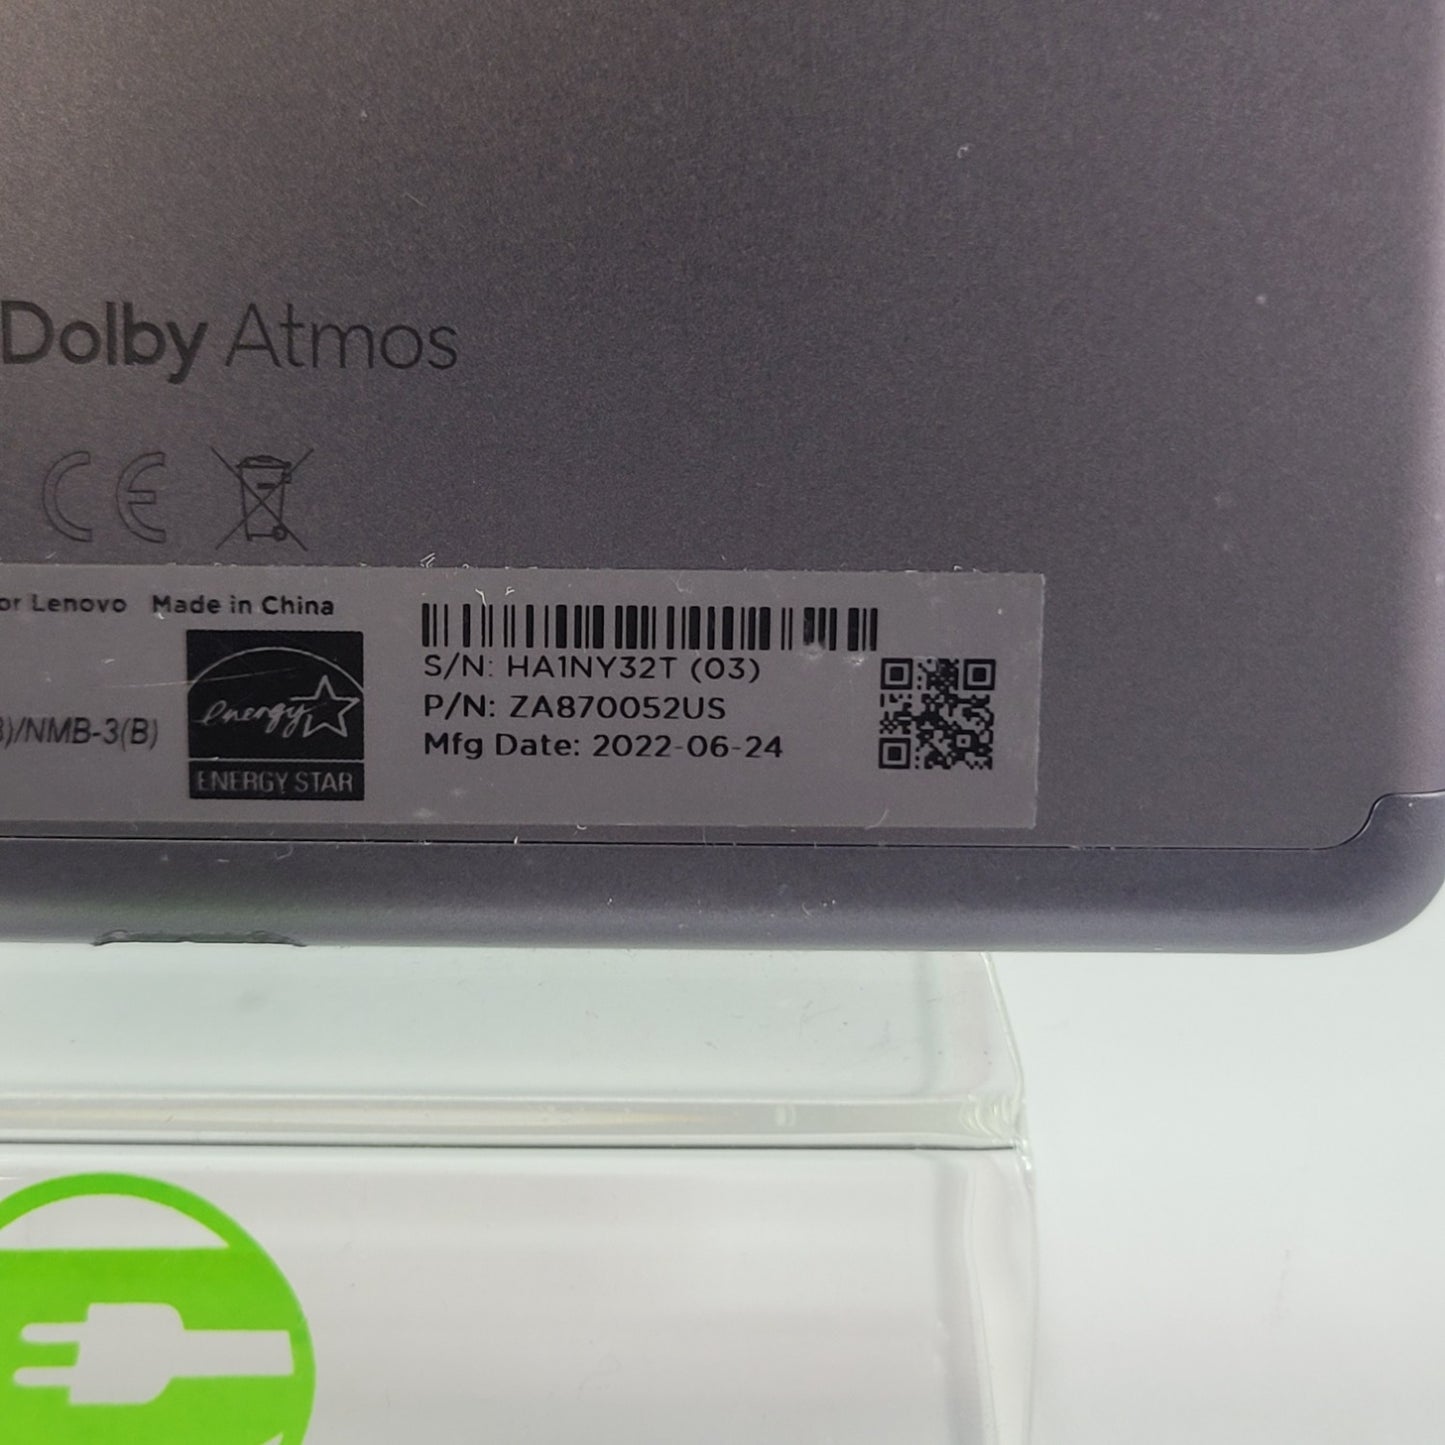 Dolby Atmos
CE
or Lenovo Made in China
S/N: HA1NY32T (03)
P/N: ZA870052US
)/NMB-3(B)
energy
Mfg Date: 2022-06-24
ENERGY STAR